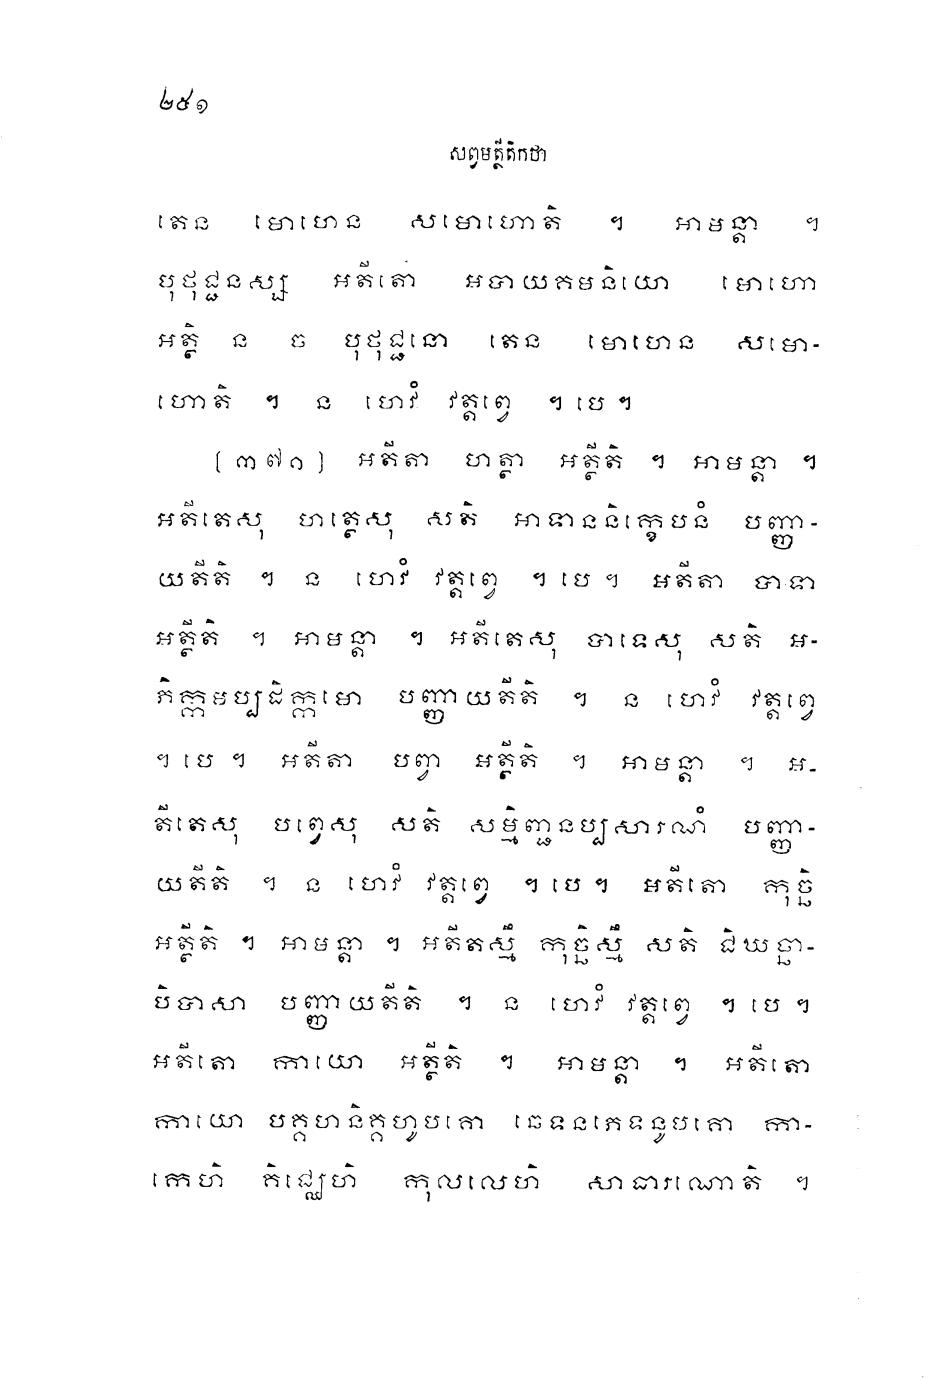 ២៥១
សព្វមត្ថីតិកថា
តេន មោហេន សមោហោតិ ។ អាមន្តា ។
បុថុជ្ជនស្ស អតីតោ អទាយកមនិយោ មោហោ
អត្ថិ ន ច បុថុជ្ជនោ តេន មោហេន សមោ-
ហោតិ ។ ន ហេវំ វត្តព្វេ ។ បេ ។
(៣៧១) អតីតា ហត្ថា អត្ថីតិ ។ អាមន្តា ។
អតីតេសុ ហត្ថេសុ សតិ អាទាននិក្ខេបនំ បញ្ញា-
យតីតិ ។ ន ហេវំ វត្តព្វេ ។ បេ ។ អតីតា បាទា
អត្ថីតិ ។ អាមន្តា ។ អតីតេសុ បាទេសុ សតិ អ-
ភិក្កមប្បដិក្កមោ បញ្ញាយតីតិ ។ ន ហេវំ វត្តព្វេ
។ បេ ។ អតីតា បព្វា អត្ថីតិ ។ អាមន្តា ។ អ-
តីតេសុ បព្វេសុ សតិ សម្មិញ្ជនប្បសារណំ បញ្ញា-
យតីតិ ។ ន ហេវំ វត្តព្វេ ។ បេ ។ អតីតោ កុច្ឆិ
អត្ថីតិ ។ អាមន្តា ។ អតីតស្មឹ កុច្ឆិស្មឹ សតិ ជិឃច្ឆា-
បិបាសា បញ្ញាយតីតិ ។ ន ហេវំ វត្តព្វេ ។ បេ ។
អតីតោ កាយោ អត្ថីតិ ។ អាមន្តា ។ អតីតោ
កាយោ បគ្គហនិគ្គហូបគោ ឆេទនភេទនូបគោ កា-
កេហិ គិជ្ឈេហិ កុលលេហិ សាធារណោតិ ។